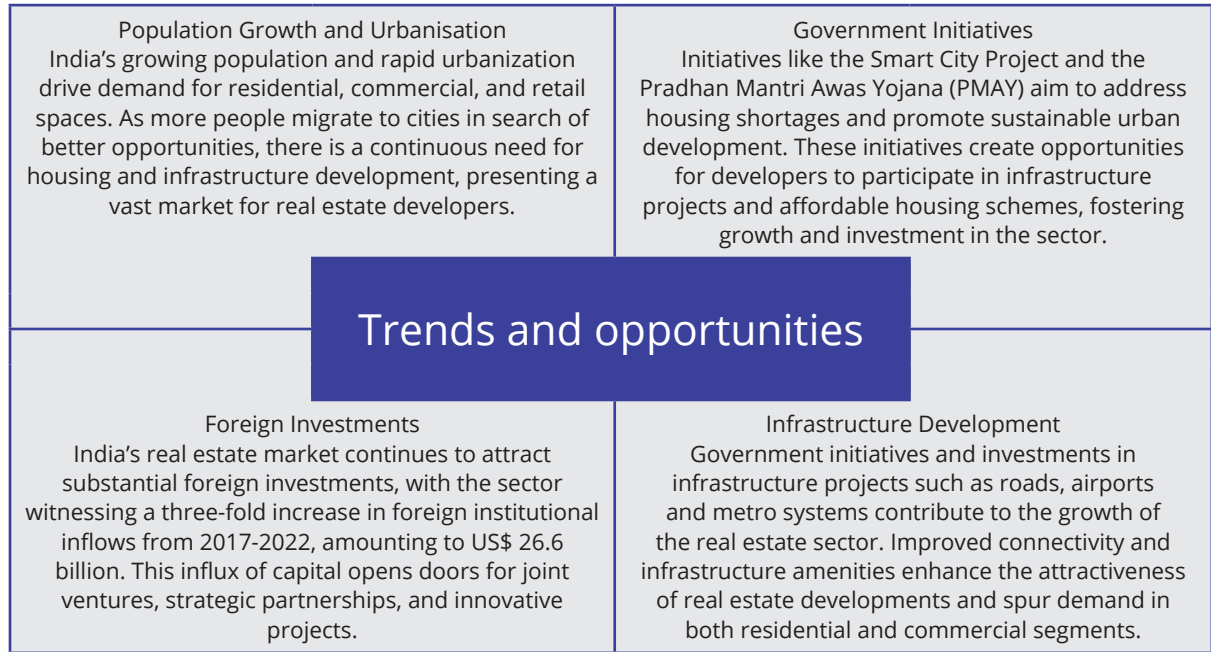 Population Growth and Urbanisation
India’s growing population and rapid urbanization
drive demand for residential, commercial, and retail
spaces. As more people migrate to cities in search of
better opportunities, there is a continuous need for
housing and infrastructure development, presenting a
vast market for real estate developers.
Government Initiatives
Initiatives like the Smart City Project and the
Pradhan Mantri Awas Yojana (PMAY) aim to address
housing shortages and promote sustainable urban
development. These initiatives create opportunities
for developers to participate in infrastructure
projects and affordable housing schemes, fostering
growth and investment in the sector.
Trends and opportunities
Foreign Investments
India’s real estate market continues to attract
substantial foreign investments, with the sector
witnessing a three-fold increase in foreign institutional
inflows from 2017-2022, amounting to US$ 26.6
billion. This influx of capital opens doors for joint
ventures, strategic partnerships, and innovative
projects.
Infrastructure Development
Government initiatives and investments in
infrastructure projects such as roads, airports
and metro systems contribute to the growth of
the real estate sector. Improved connectivity and
infrastructure amenities enhance the attractiveness
of real estate developments and spur demand in
both residential and commercial segments.